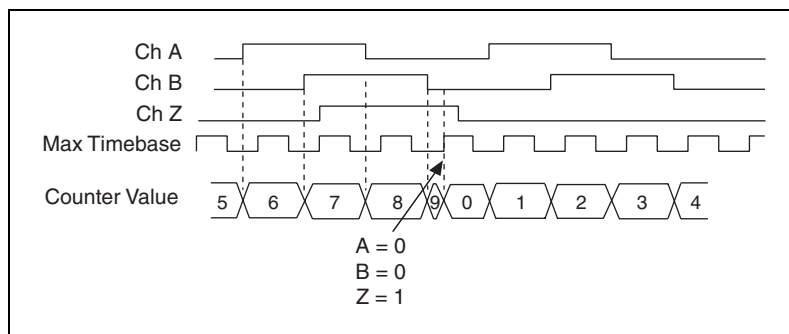 Ch A
Ch B
Ch Z
Max Timebase
Counter Value 5 6 7 8 9 0 1 2 3 4
A = 0
B = 0
Z = 1